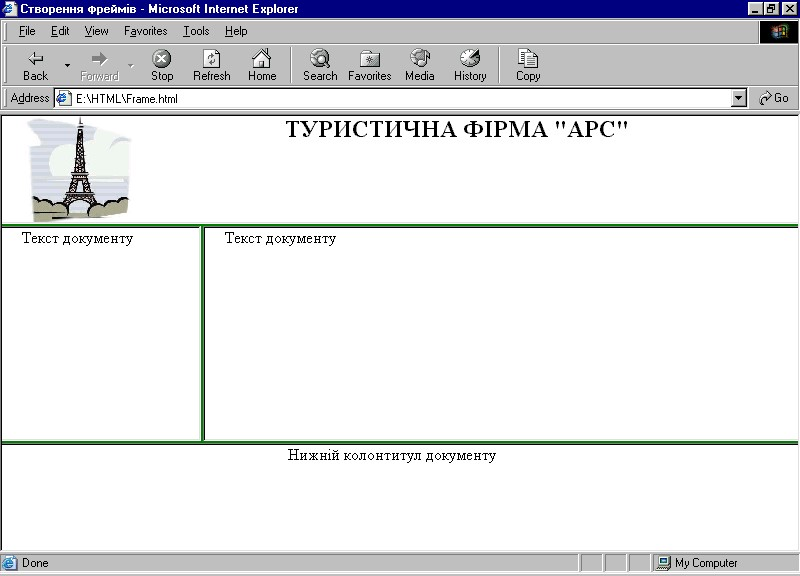 Створення фреймів - Microsoft Internet Explorer
File Edit View Favorites Tools Help
Back Forward Stop Refresh Home Search Favorites Media History Copy
Address E:\HTML\Frame.html Go
ТУРИСТИЧНА ФІРМА "АРС"
Текст документу Текст документу
Нижній колонтитул документу
Done My Computer